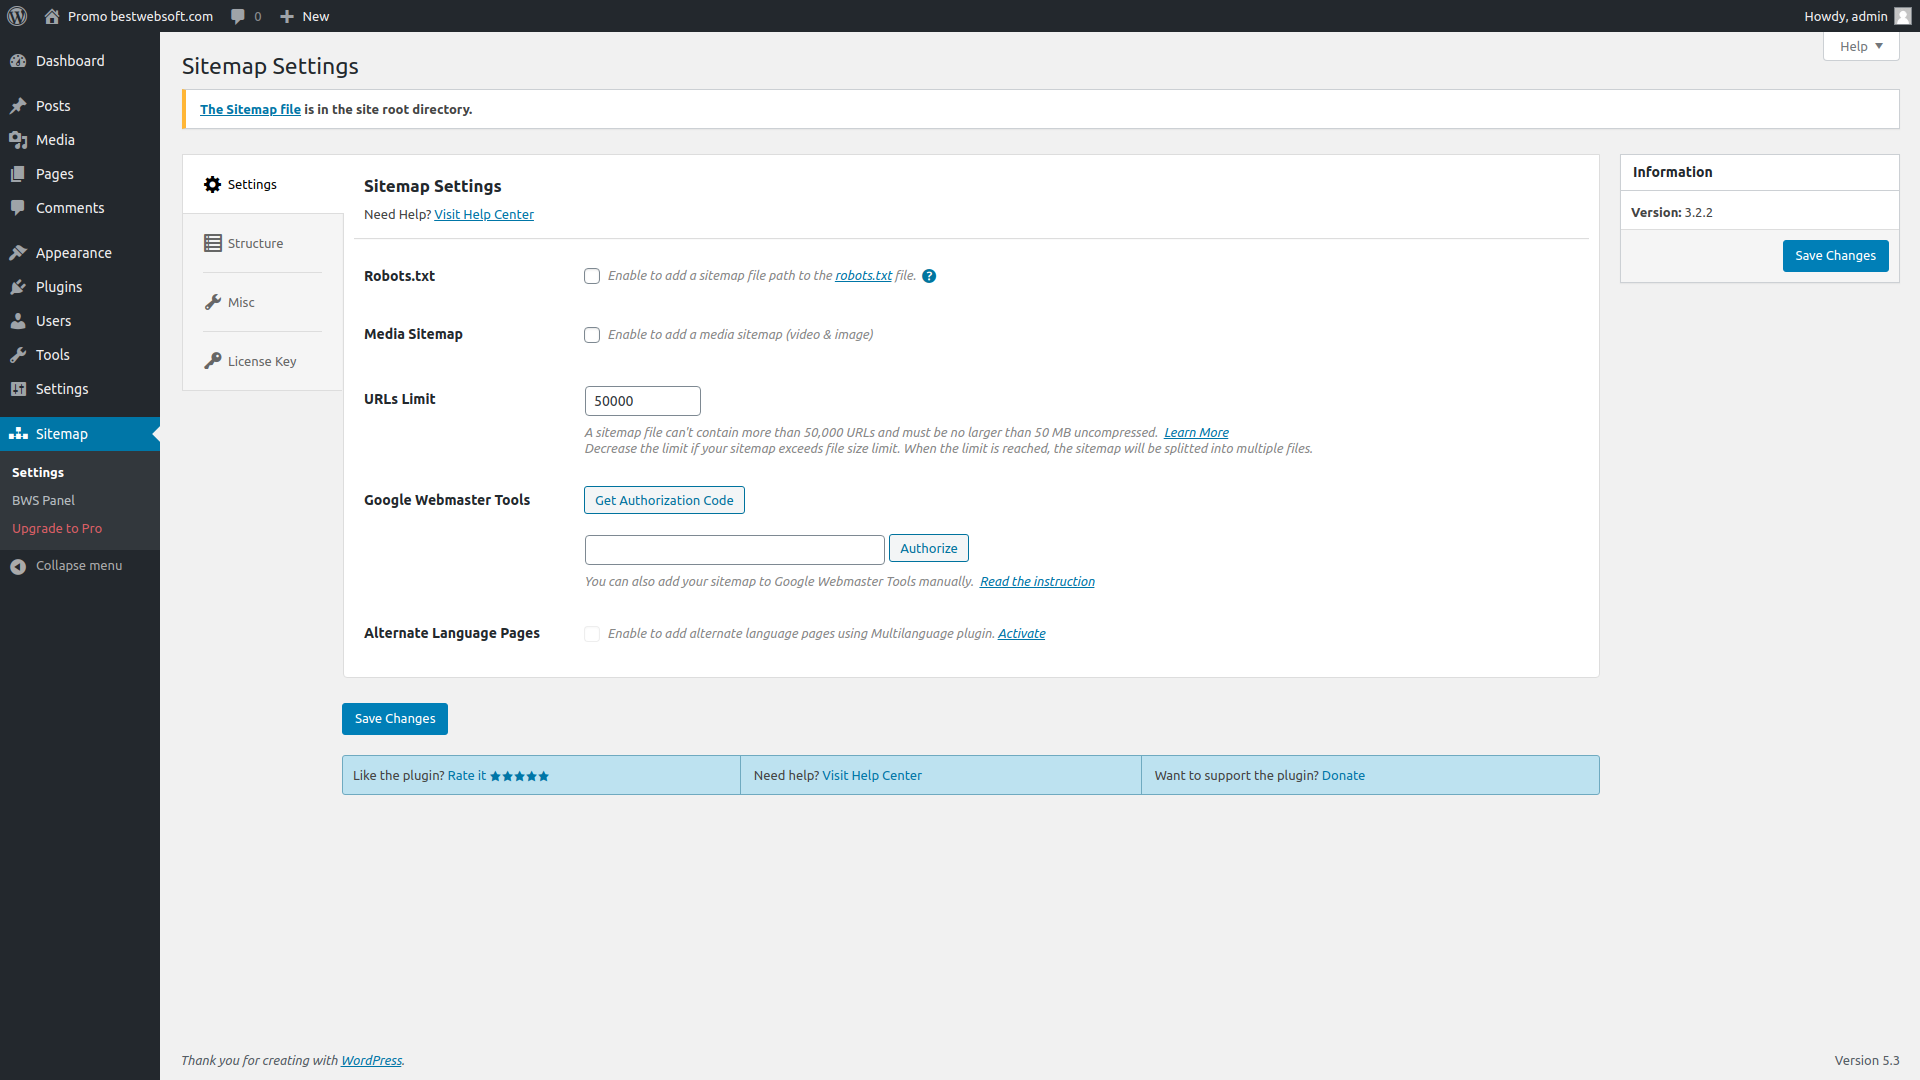 Promo bestwebsoft.com
0
New
Howdy, admin
Help
Dashboard
Posts
Media
Pages
Comments
Appearance
Plugins
Users
Tools
Settings
Sitemap
Settings
BWS Panel
Upgrade to Pro
Collapse menu
Sitemap Settings
The Sitemap file is in the site root directory.
Settings
Structure
Misc
License Key
Sitemap Settings
Need Help? Visit Help Center
Robots.txt
Enable to add a sitemap file path to the robots.txt file. ?
Media Sitemap
Enable to add a media sitemap (video & image)
URLs Limit
50000
A sitemap file can't contain more than 50,000 URLs and must be no larger than 50 MB uncompressed. Learn More
Decrease the limit if your sitemap exceeds file size limit. When the limit is reached, the sitemap will be splitted into multiple files.
Google Webmaster Tools
Get Authorization Code
Authorize
You can also add your sitemap to Google Webmaster Tools manually. Read the instruction
Alternate Language Pages
Enable to add alternate language pages using Multilanguage plugin. Activate
Save Changes
Like the plugin? Rate it ★★★★★
Need help? Visit Help Center
Want to support the plugin? Donate
Information
Version: 3.2.2
Save Changes
Thank you for creating with WordPress.
Version 5.3